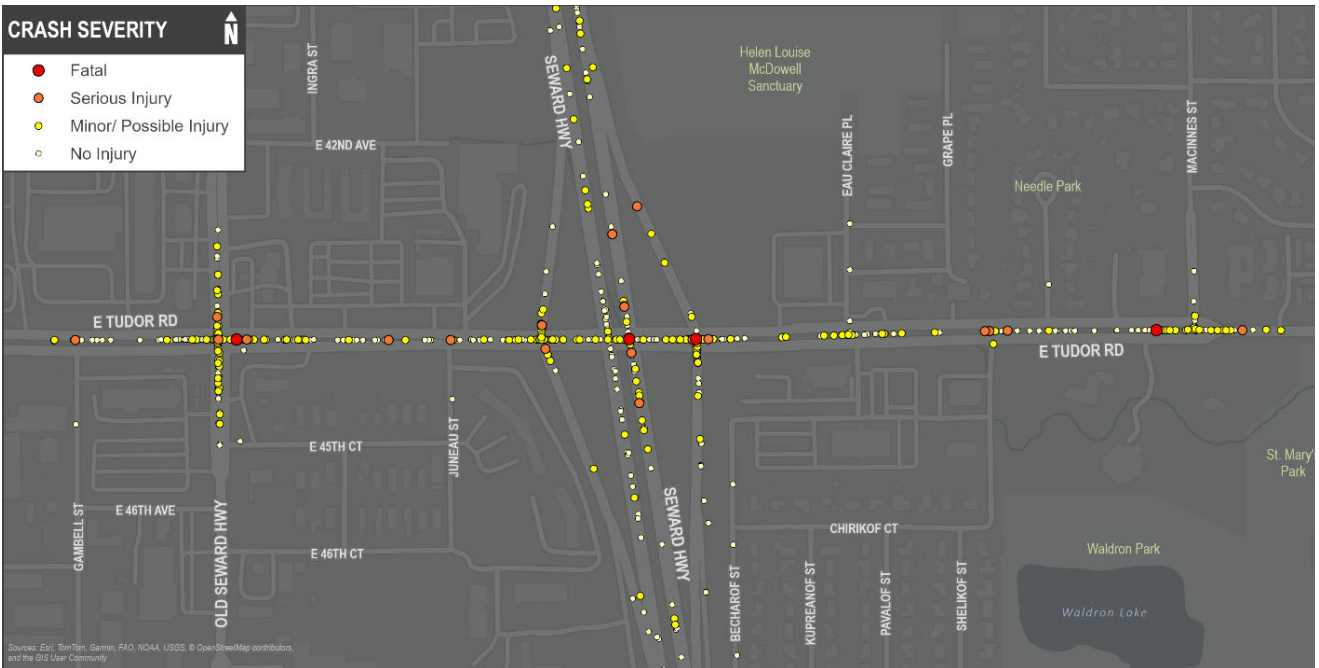 CRASH SEVERITY
N
Fatal
Serious Injury
Minor/ Possible Injury
No Injury
INGRA ST
SEWARD HWY
Helen Louise
McDowell
Sanctuary
EAU CLAIRE PL
GRAPE PL
MACINNES ST
E 42ND AVE
Needle Park
E TUDOR RD
E TUDOR RD
E 45TH CT
JUNEAU ST
St. Mary's
Park
GAMBELL ST
E 46TH AVE
OLD SEWARD HWY
E 46TH CT
SEWARD HWY
CHIRIKOF CT
Waldron Park
BECHAROF ST
KUPREANOF ST
PAVALOF ST
SHELIKOF ST
Waldron Lake
Sources: Esri, TomTom, Garmin, FAO, NOAA, USGS, © OpenStreetMap contributors,
and the GIS User Community